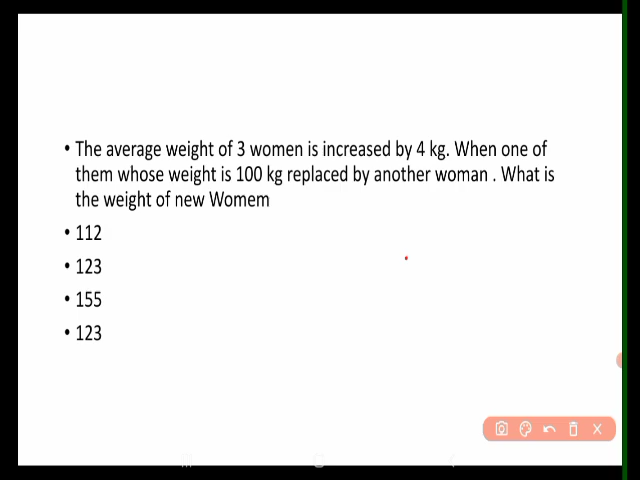 • The average weight of 3 women is increased by 4 kg. When one of
them whose weight is 100 kg replaced by another woman . What is
the weight of new Womem
• 112
• 123
• 155
• 123